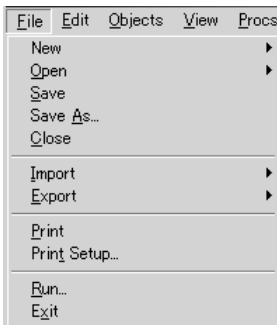 File Edit Objects View Procs
New
Open
Save
Save As...
Close
Import
Export
Print
Print Setup...
Run...
Exit